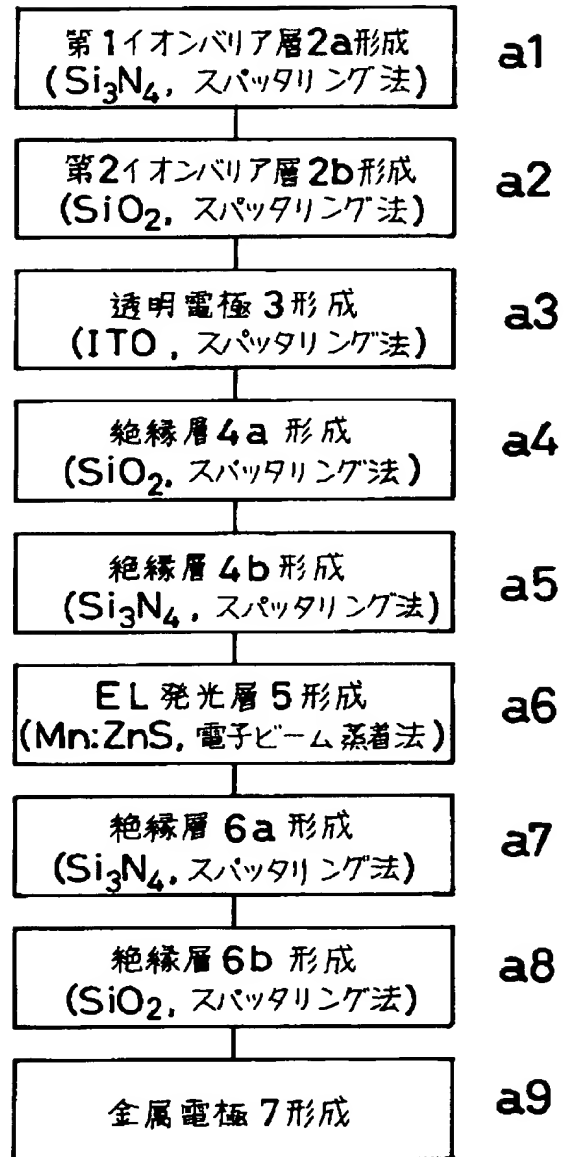 第1イオンバリア層2a形成
(Si₃N₄, スパッタリング法)
a1
第2イオンバリア層2b形成
(SiO₂, スパッタリング法)
a2
透明電極3形成
(ITO, スパッタリング法)
a3
絶縁層4a形成
(SiO₂, スパッタリング法)
a4
絶縁層4b形成
(Si₃N₄, スパッタリング法)
a5
EL発光層5形成
(Mn:ZnS, 電子ビーム蒸着法)
a6
絶縁層6a形成
(Si₃N₄, スパッタリング法)
a7
絶縁層6b形成
(SiO₂, スパッタリング法)
a8
金属電極7形成
a9